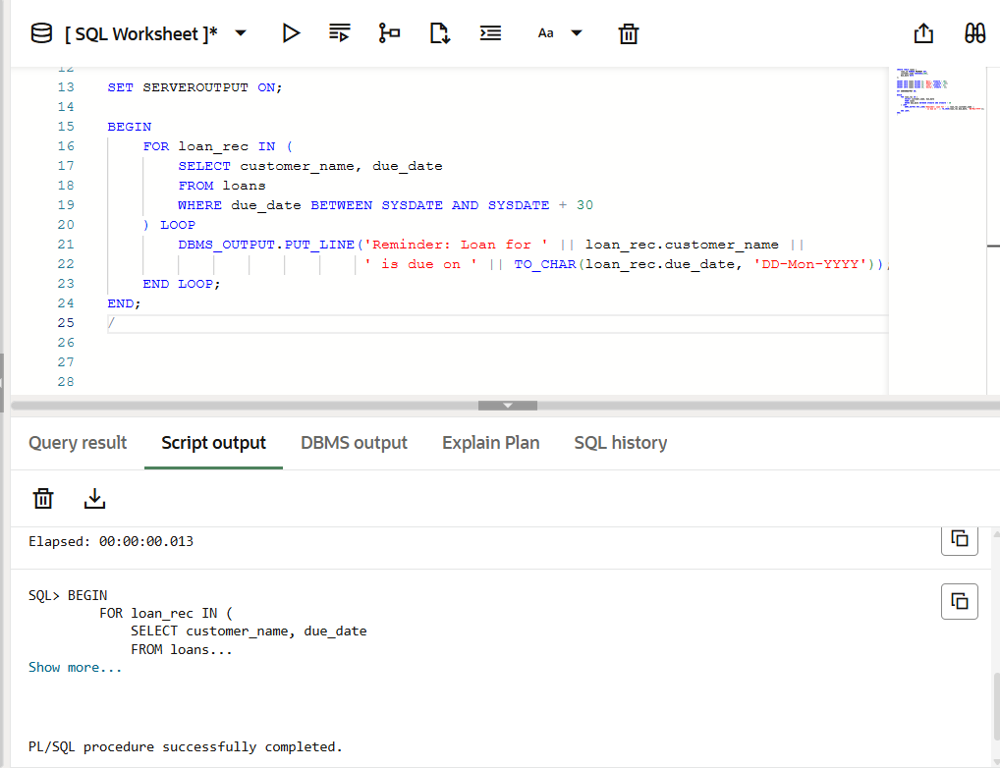 [ SQL Worksheet ]*
Aa
12
13 SET SERVEROUTPUT ON;
14
15 BEGIN
16 FOR loan_rec IN (
17 SELECT customer_name, due_date
18 FROM loans
19 WHERE due_date BETWEEN SYSDATE AND SYSDATE + 30
20 ) LOOP
21 DBMS_OUTPUT.PUT_LINE('Reminder: Loan for ' || loan_rec.customer_name ||
22 ' is due on ' || TO_CHAR(loan_rec.due_date, 'DD-Mon-YYYY'));
23 END LOOP;
24 END;
25 /
26
27
28
Query result
Script output
DBMS output
Explain Plan
SQL history
Elapsed: 00:00:00.013
SQL> BEGIN
FOR loan_rec IN (
SELECT customer_name, due_date
FROM loans...
Show more...
PL/SQL procedure successfully completed.